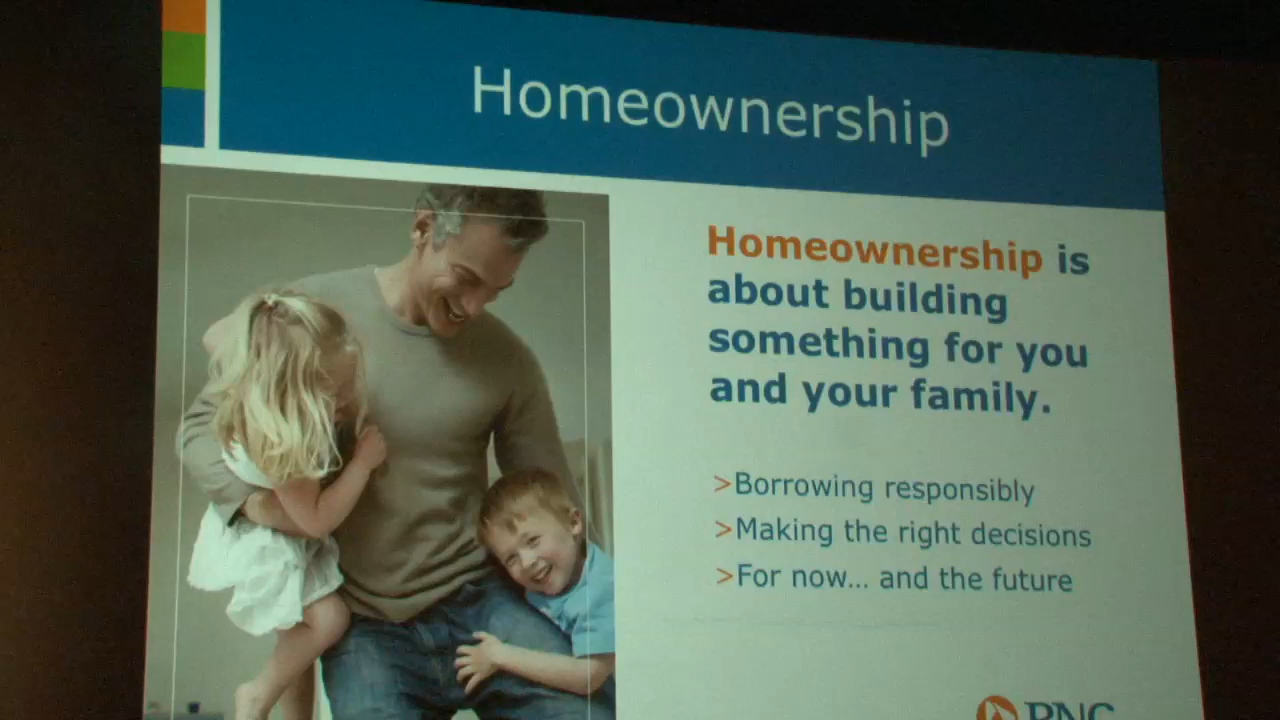 Homeownership
Homeownership is
about building
something for you
and your family.
>Borrowing responsibly
>Making the right decisions
>For now... and the future
PNC